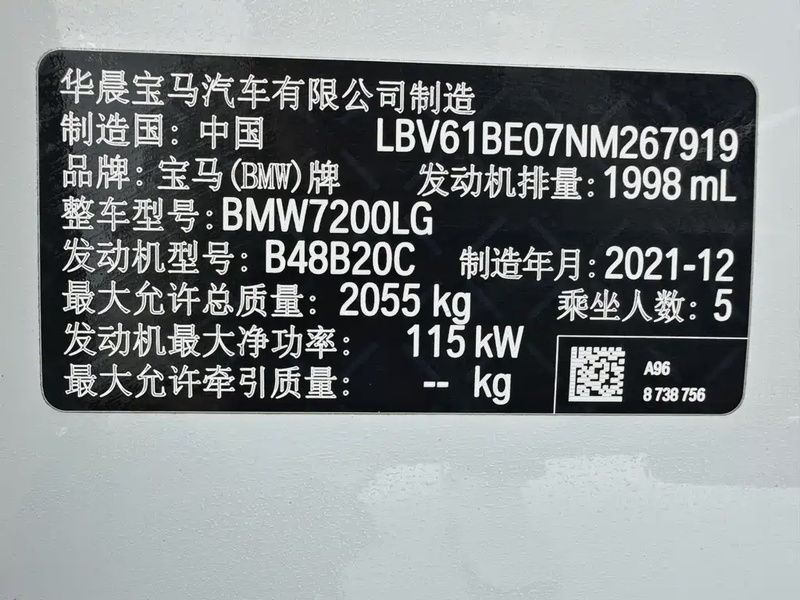 华晨宝马汽车有限公司制造
制造国: 中国 LBV61BE07NM267919
品牌: 宝马(BMW)牌 发动机排量: 1998 mL
整车型号: BMW7200LG
发动机型号: B48B20C 制造年月: 2021-12
最大允许总质量: 2055 kg 乘坐人数: 5
发动机最大净功率: 115 kW
最大允许牵引质量: -- kg
A96
8 738 756